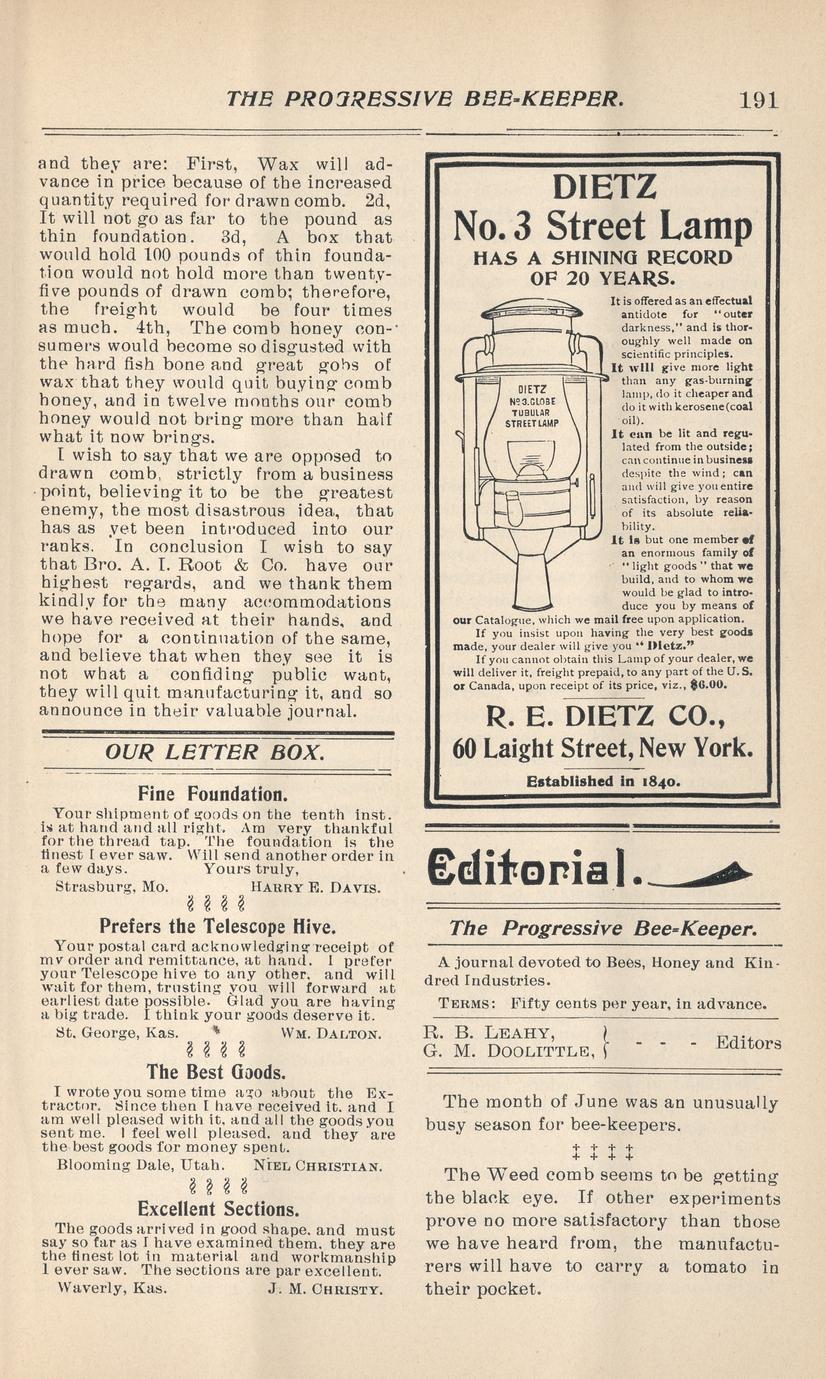 THE PROGRESSIVE BEE-KEEPER. 191
and they are: First, Wax will ad-
vance in price because of the increased
quantity required for drawn comb. 2d,
It will not go as far to the pound as
thin foundation. 3d, A box that
would hold 100 pounds of thin founda-
tion would not hold more than twenty-
five pounds of drawn comb; therefore,
the freight would be four times
as much. 4th, The comb honey con-
sumers would become so disgusted with
the hard fish bone and great gobs of
wax that they would quit buying comb
honey, and in twelve months our comb
honey would not bring more than half
what it now brings.
I wish to say that we are opposed to
drawn comb, strictly from a business
point, believing it to be the greatest
enemy, the most disastrous idea, that
has as yet been introduced into our
ranks. In conclusion I wish to say
that Bro. A. I. Root & Co. have our
highest regards, and we thank them
kindly for the many accommodations
we have received at their hands, and
hope for a continuation of the same,
and believe that when they see it is
not what a confiding public want,
they will quit manufacturing it, and so
announce in their valuable journal.
OUR LETTER BOX.
Fine Foundation.
Your shipment of goods on the tenth inst.
is at hand and all right. Am very thankful
for the thread tap. The foundation is the
finest I ever saw. Will send another order in
a few days. Yours truly,
Strasburg, Mo. HARRY E. DAVIS.
Prefers the Telescope Hive.
Your postal card acknowledging receipt of
my order and remittance, at hand. I prefer
your Telescope hive to any other, and will
wait for them, trusting you will forward at
earliest date possible. Glad you are having
a big trade. I think your goods deserve it.
St. George, Kas. WM. DALTON.
The Best Goods.
I wrote you some time ago about the Ex-
tractor. Since then I have received it, and I
am well pleased with it, and all the goods you
sent me. I feel well pleased, and they are
the best goods for money spent.
Blooming Dale, Utah. NIEL CHRISTIAN.
Excellent Sections.
The goods arrived in good shape, and must
say so far as I have examined them, they are
the finest lot in material and workmanship
I ever saw. The sections are par excellent.
Waverly, Kas. J. M. CHRISTY.
DIETZ
No. 3 Street Lamp
HAS A SHINING RECORD
OF 20 YEARS.
DIETZ
No 3. GLOBE
TUBULAR
STREET LAMP
It is offered as an effectual
antidote for "outer
darkness," and is thor-
oughly well made on
scientific principles.
It will give more light
than any gas-burning
lamp, do it cheaper and
do it with kerosene (coal
oil).
It can be lit and regu-
lated from the outside;
can continue in business
despite the wind; can
and will give you entire
satisfaction, by reason
of its absolute relia-
bility.
It is but one member of
an enormous family of
"light goods" that we
build, and to whom we
would be glad to intro-
duce you by means of
our Catalogue, which we mail free upon application.
If you insist upon having the very best goods
made, your dealer will give you "Dietz."
If you cannot obtain this Lamp of your dealer, we
will deliver it, freight prepaid, to any part of the U. S.
or Canada, upon receipt of its price, viz., $6.00.
R. E. DIETZ CO.,
60 Laight Street, New York.
Established in 1840.
Editorial.
The Progressive Bee-Keeper.
A journal devoted to Bees, Honey and Kin-
dred Industries.
TERMS: Fifty cents per year, in advance.
R. B. LEAHY,
G. M. DOOLITTLE, } - - - Editors
The month of June was an unusually
busy season for bee-keepers.
‡ ‡ ‡ ‡
The Weed comb seems to be getting
the black eye. If other experiments
prove no more satisfactory than those
we have heard from, the manufactu-
rers will have to carry a tomato in
their pocket.